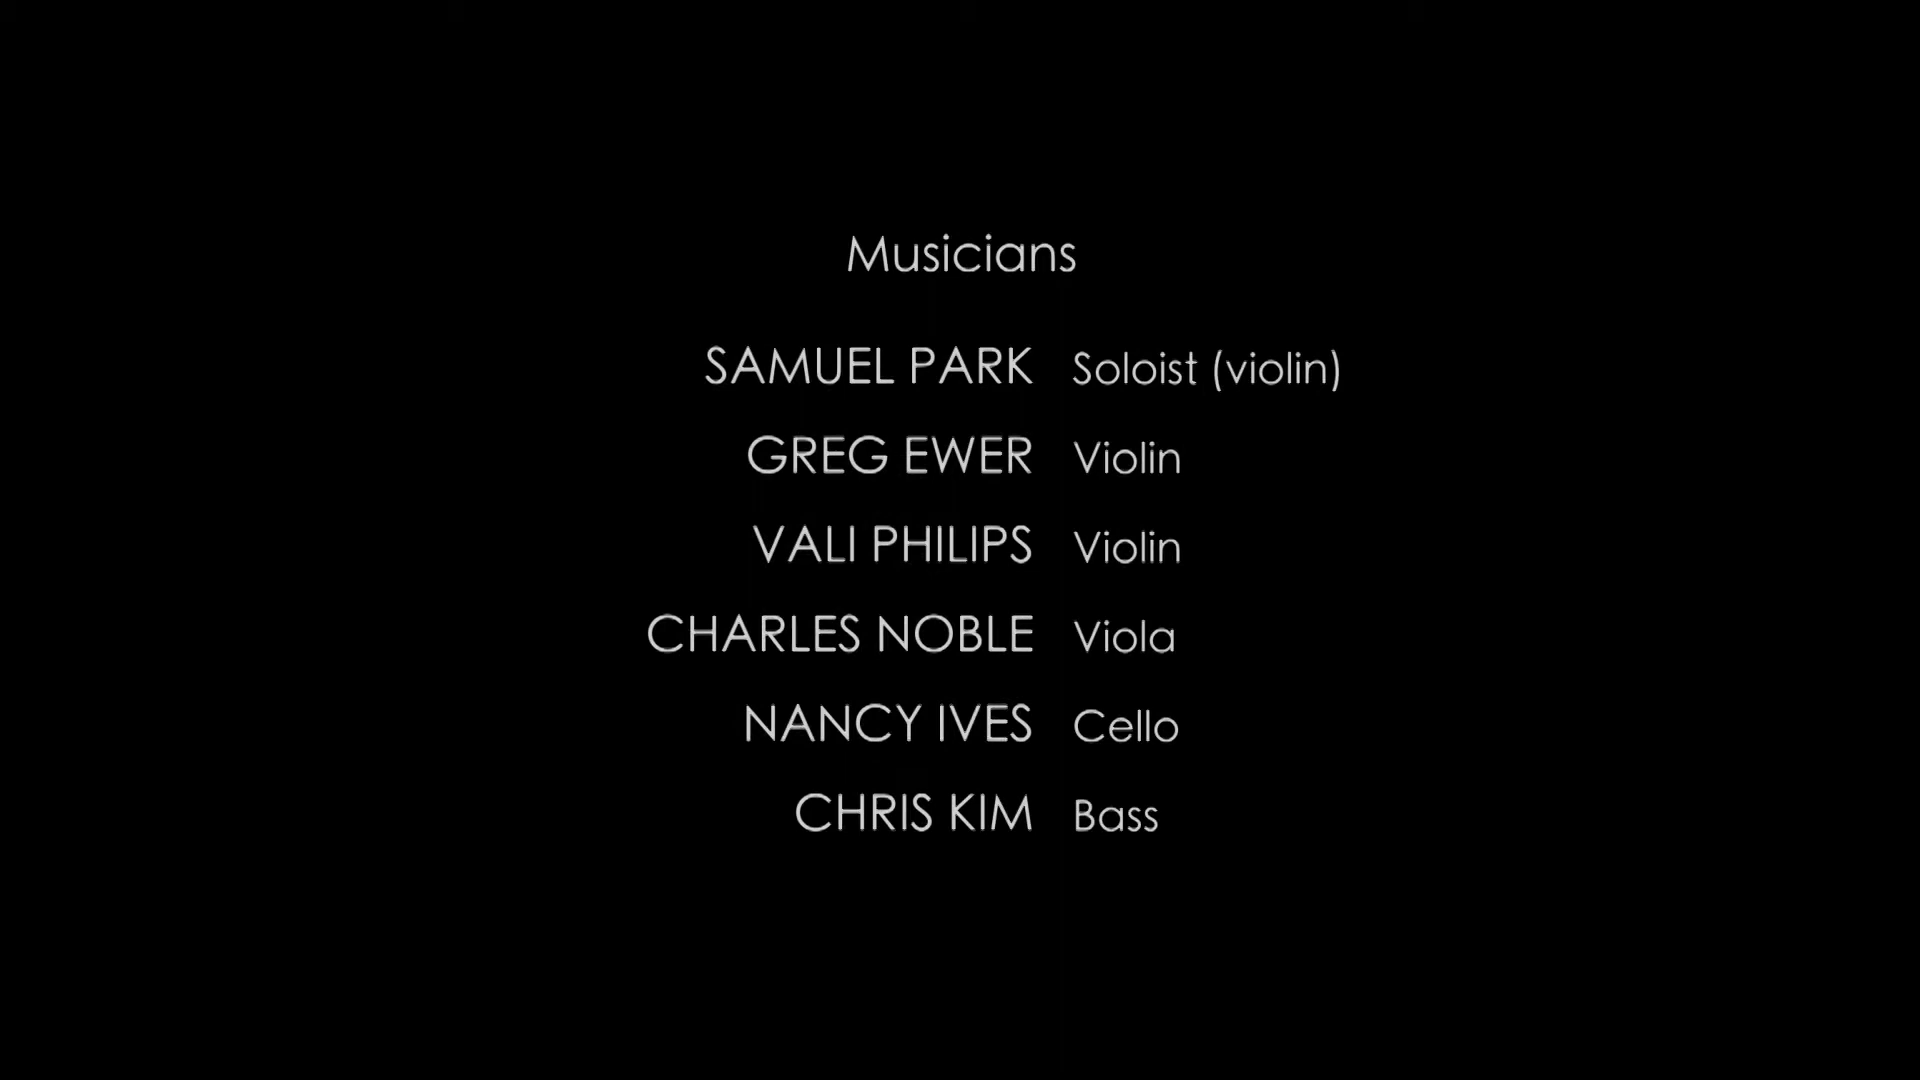 Musicians
SAMUEL PARK Soloist (violin)
GREG EWER Violin
VALI PHILIPS Violin
CHARLES NOBLE Viola
NANCY IVES Cello
CHRIS KIM Bass